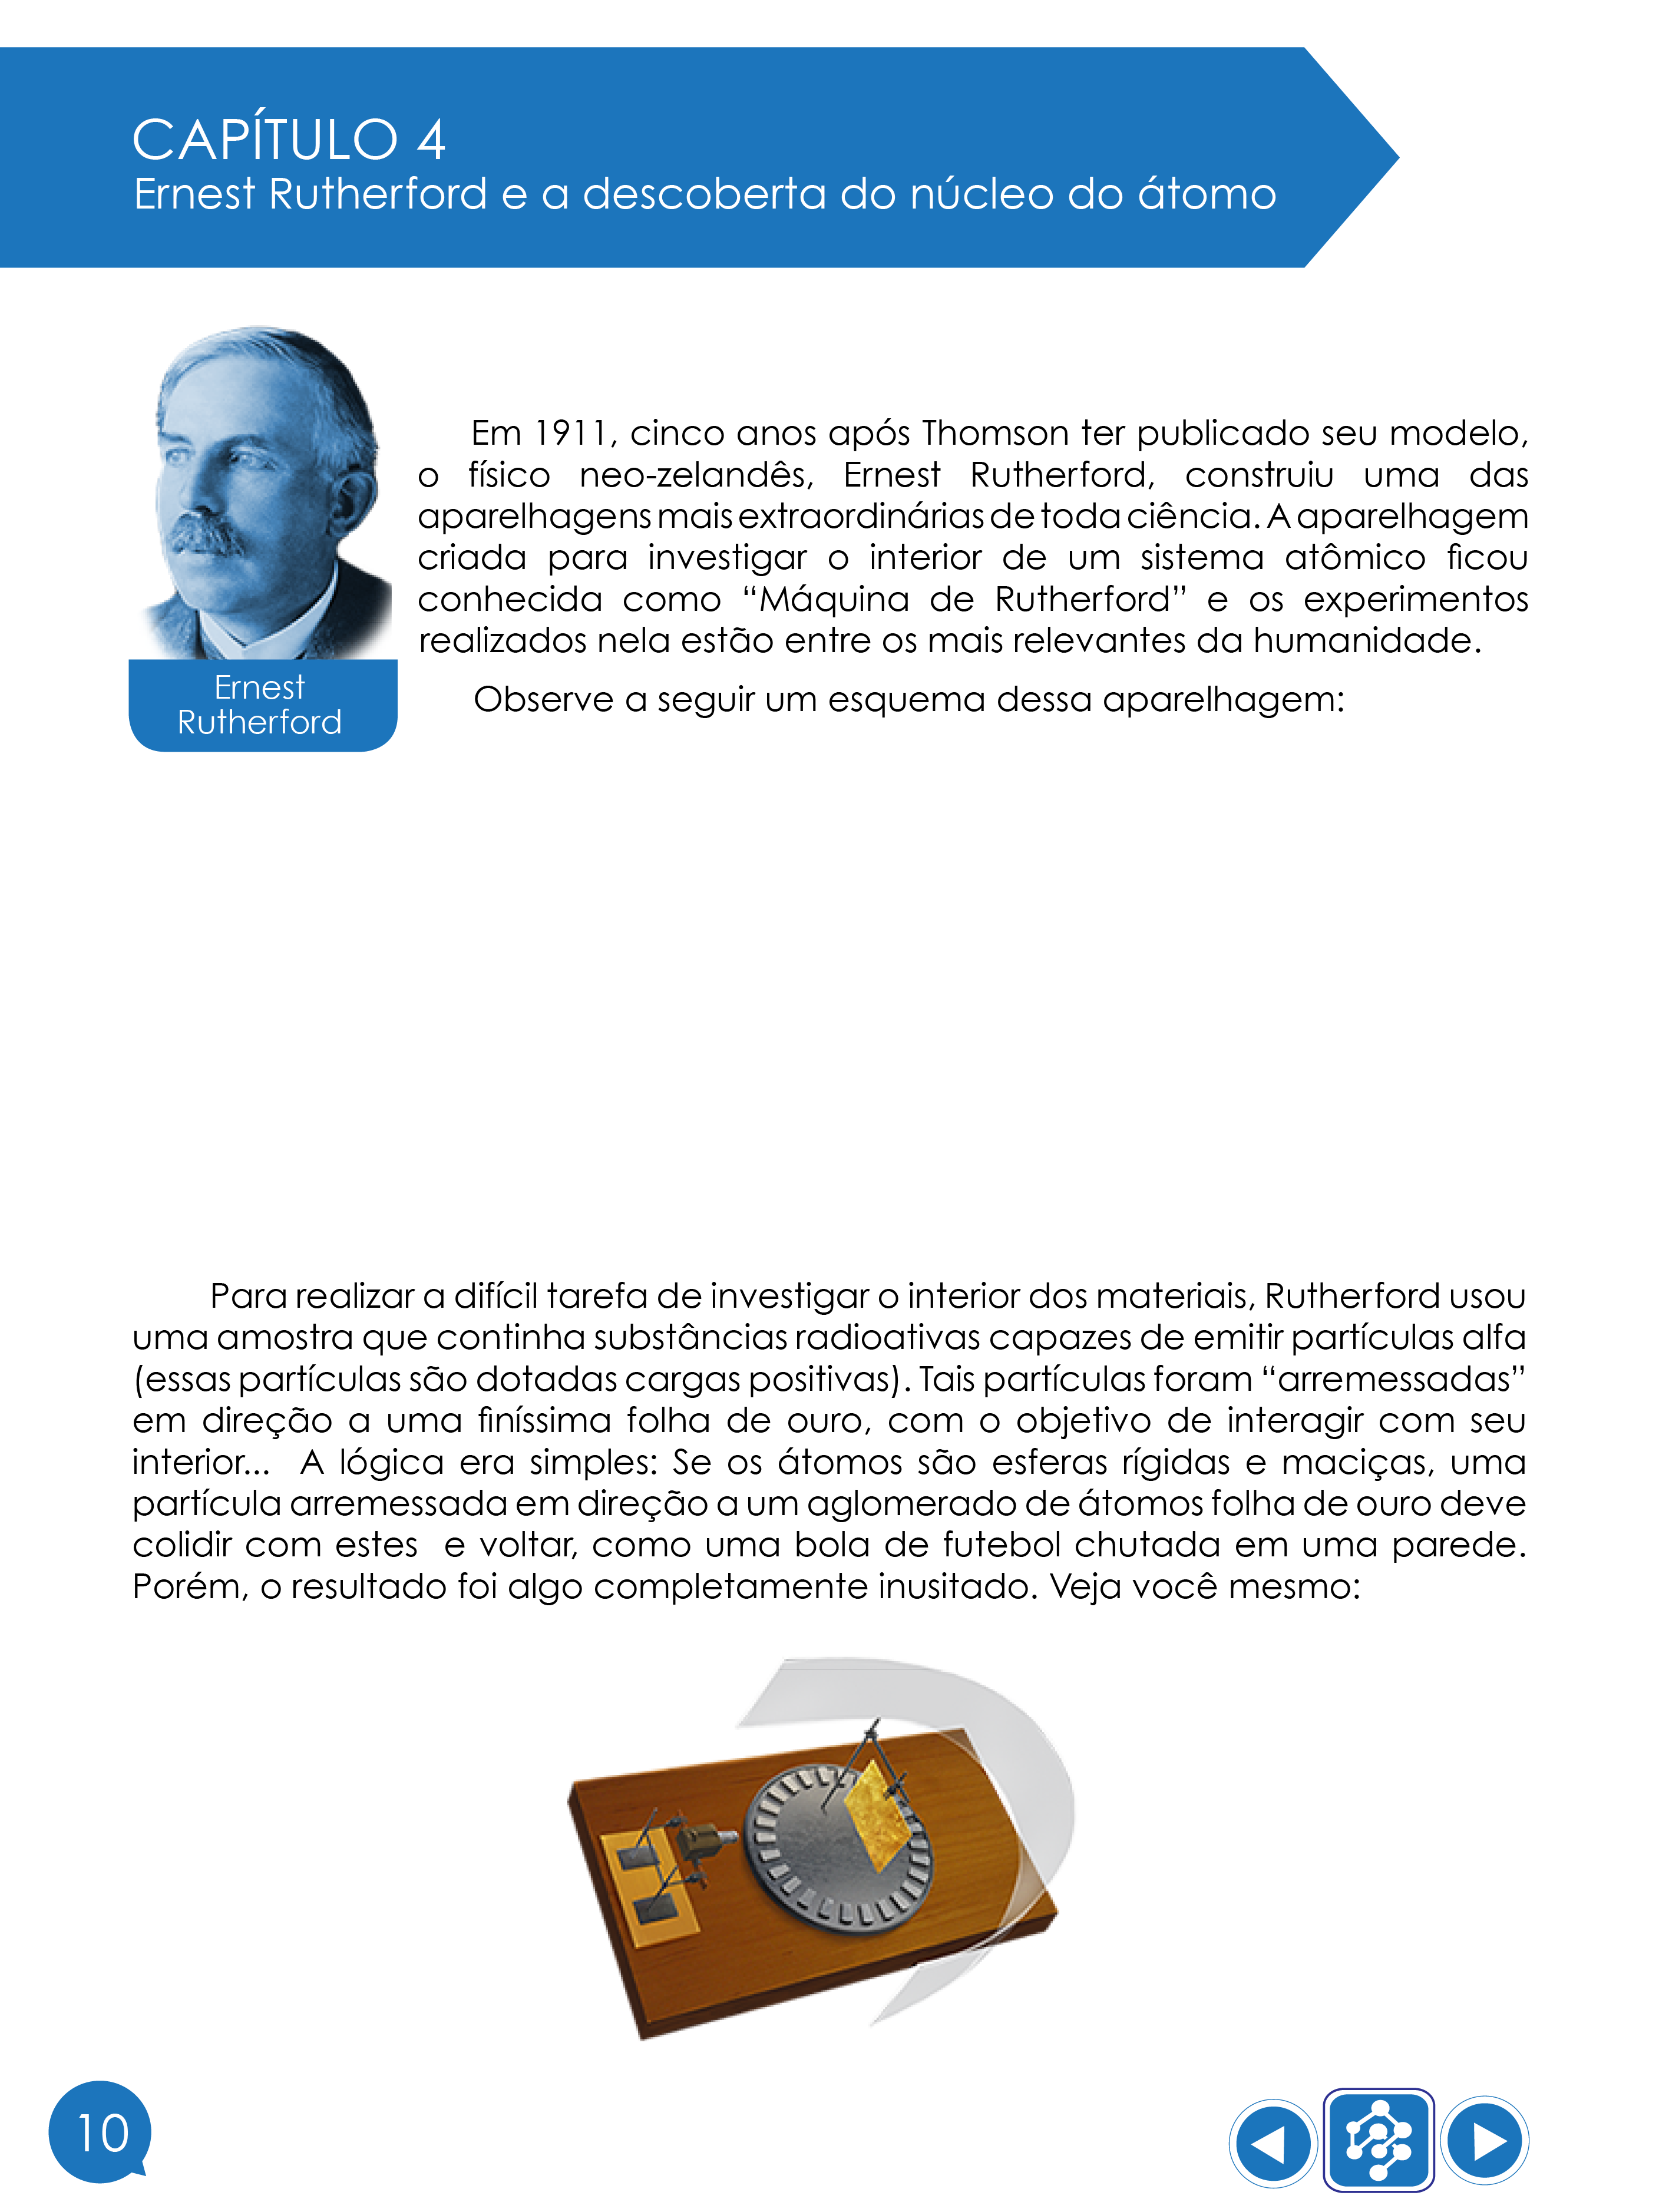 CAPÍTULO 4
Ernest Rutherford e a descoberta do núcleo do átomo
Em 1911, cinco anos após Thomson ter publicado seu modelo,
o físico neo-zelandês, Ernest Rutherford, construiu uma das
aparelhagens mais extraordinárias de toda ciência. A aparelhagem
criada para investigar o interior de um sistema atômico ficou
conhecida como “Máquina de Rutherford” e os experimentos
realizados nela estão entre os mais relevantes da humanidade.
Observe a seguir um esquema dessa aparelhagem:
Ernest
Rutherford
Para realizar a difícil tarefa de investigar o interior dos materiais, Rutherford usou
uma amostra que continha substâncias radioativas capazes de emitir partículas alfa
(essas partículas são dotadas cargas positivas). Tais partículas foram “arremessadas”
em direção a uma finíssima folha de ouro, com o objetivo de interagir com seu
interior... A lógica era simples: Se os átomos são esferas rígidas e maciças, uma
partícula arremessada em direção a um aglomerado de átomos folha de ouro deve
colidir com estes e voltar, como uma bola de futebol chutada em uma parede.
Porém, o resultado foi algo completamente inusitado. Veja você mesmo:
10